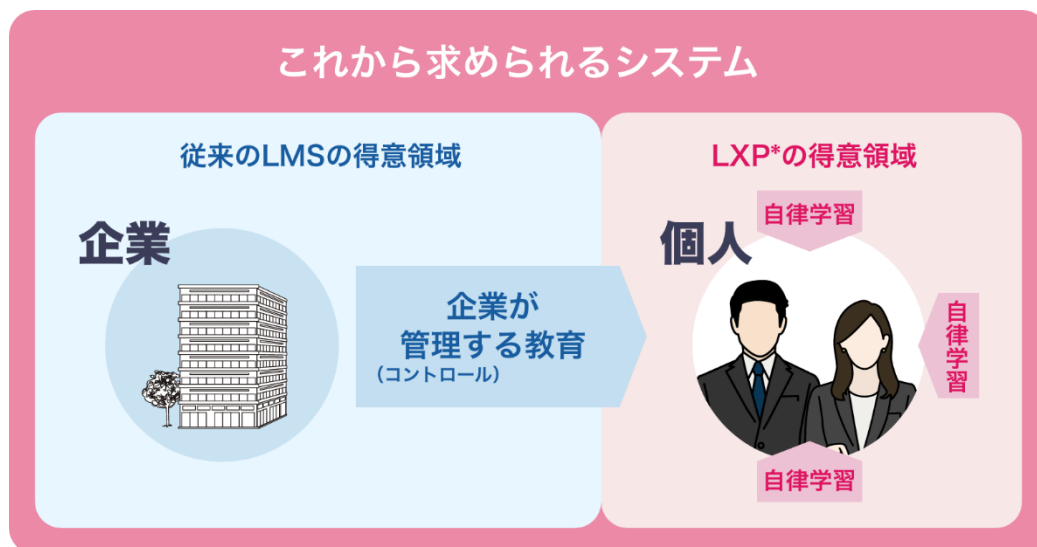 これから求められるシステム
従来のLMSの得意領域
企業
企業が
管理する教育
（コントロール）
LXP*の得意領域
個人
自律学習
自律学習
自律学習